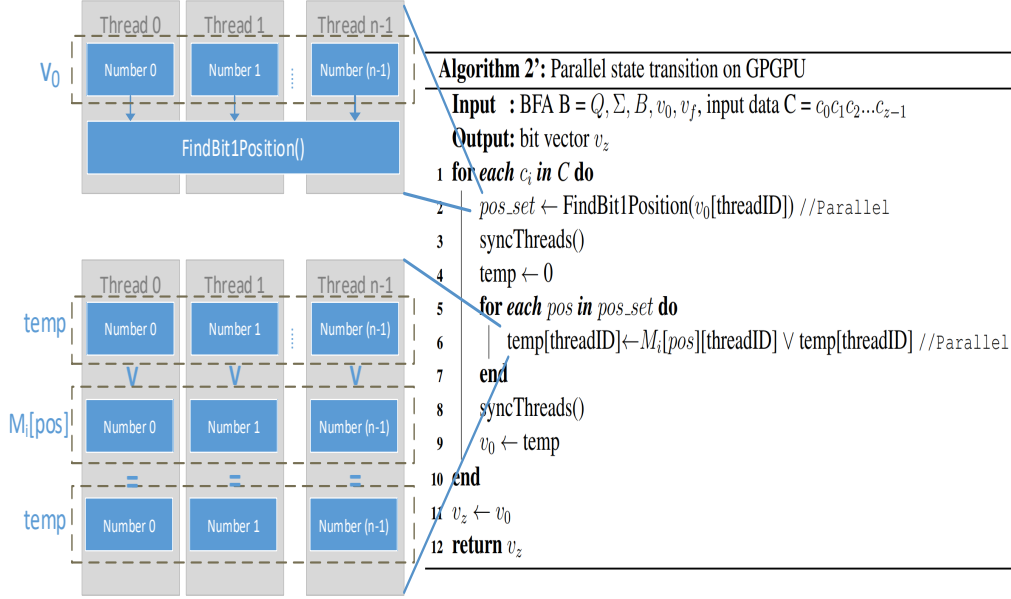 Thread 0 Thread 1 Thread n-1
v₀ Number 0 Number 1 Number (n-1)
FindBit1Position()
Thread 0 Thread 1 Thread n-1
temp Number 0 Number 1 Number (n-1)
V V V
Mᵢ[pos] Number 0 Number 1 Number (n-1)
= = =
temp Number 0 Number 1 Number (n-1)
Algorithm 2’: Parallel state transition on GPGPU
Input : BFA B = Q, Σ, B, v₀, v_f, input data C = c₀c₁c₂...c_{z−1}
Output: bit vector v_z
1 for each cᵢ in C do
2 pos_set ← FindBit1Position(v₀[threadID]) //Parallel
3 syncThreads()
4 temp ← 0
5 for each pos in pos_set do
6 temp[threadID]←Mᵢ[pos][threadID] ∨ temp[threadID] //Parallel
7 end
8 syncThreads()
9 v₀ ← temp
10 end
11 v_z ← v₀
12 return v_z